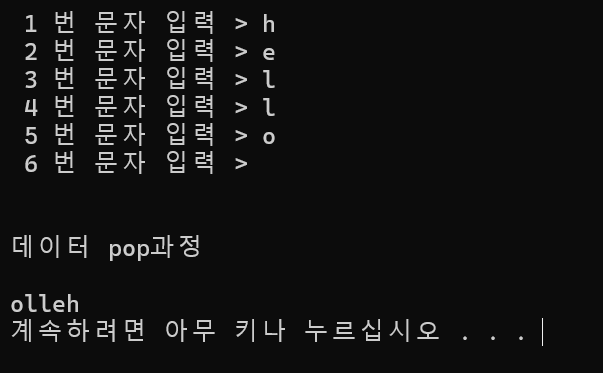 1 번 문자 입력 > h
2 번 문자 입력 > e
3 번 문자 입력 > l
4 번 문자 입력 > l
5 번 문자 입력 > o
6 번 문자 입력 >
데이터 pop과정
olleh
계속하려면 아무 키나 누르십시오 . . .